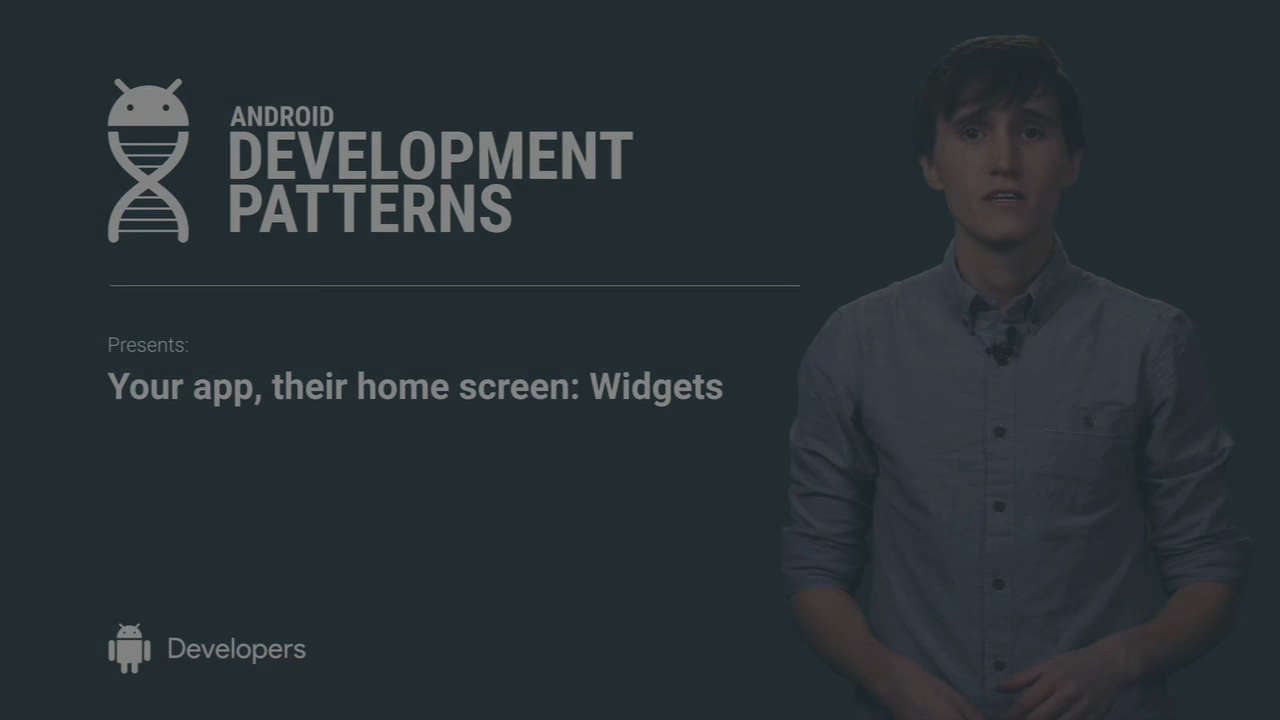 ANDROID
DEVELOPMENT
PATTERNS
Presents:
Your app, their home screen: Widgets
Developers